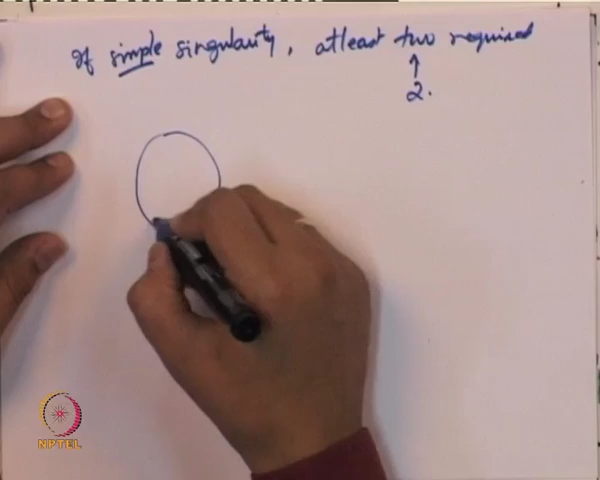 If simple singularity, atleast two required
↑
2.
NPTEL